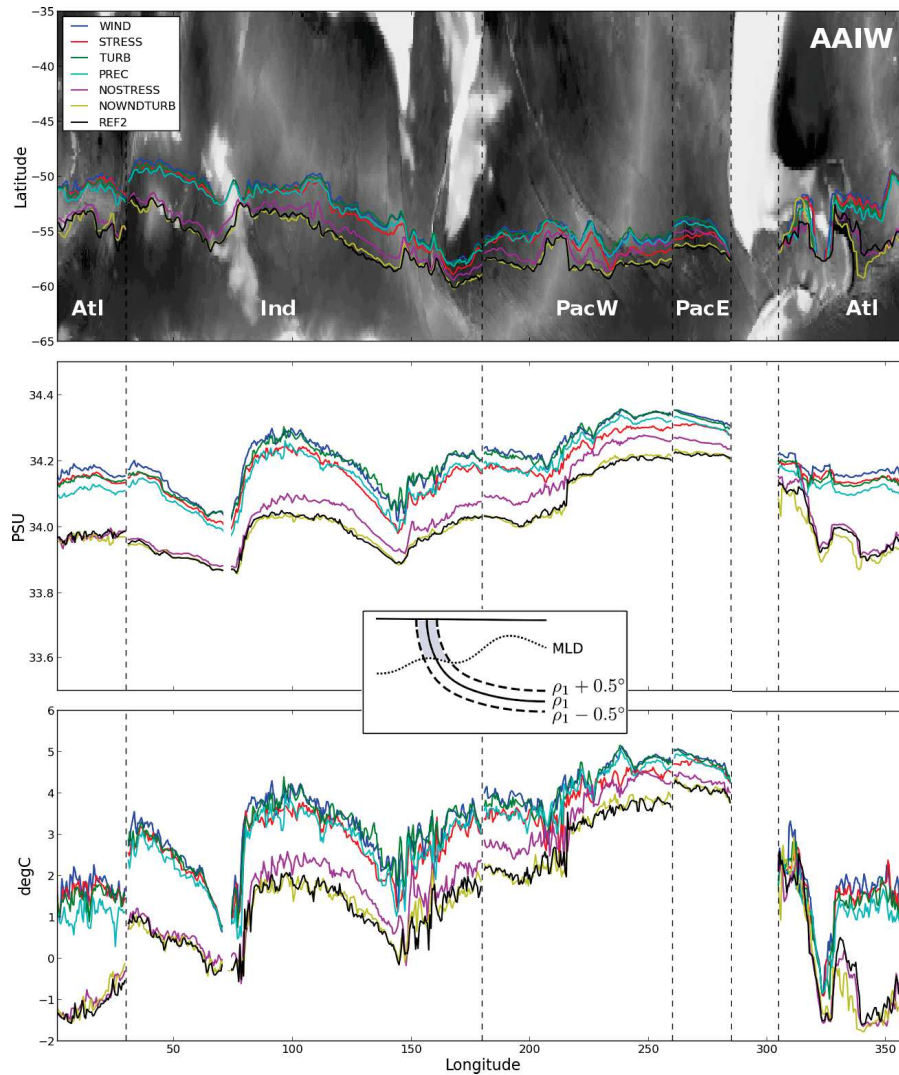 AAIW
WIND
STRESS
TURB
PREC
NOSTRESS
NOWNDTURB
REF2
Latitude
−35
−40
−45
−50
−55
−60
−65
Atl
Ind
PacW
PacE
Atl
PSU
34.4
34.2
34.0
33.8
33.6
MLD
ρ₁ + 0.5°
ρ₁
ρ₁ − 0.5°
degC
6
5
4
3
2
1
0
−1
−2
50 100 150 200 250 300 350
Longitude